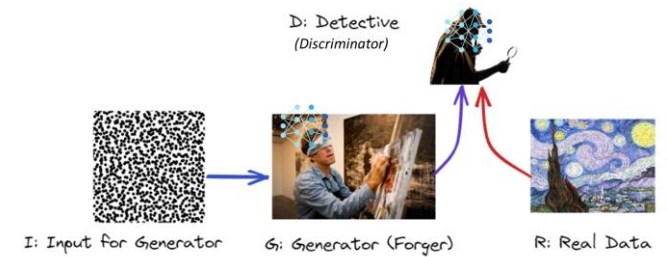 D: Detective
(Discriminator)
I: Input for Generator
G: Generator (Forger)
R: Real Data